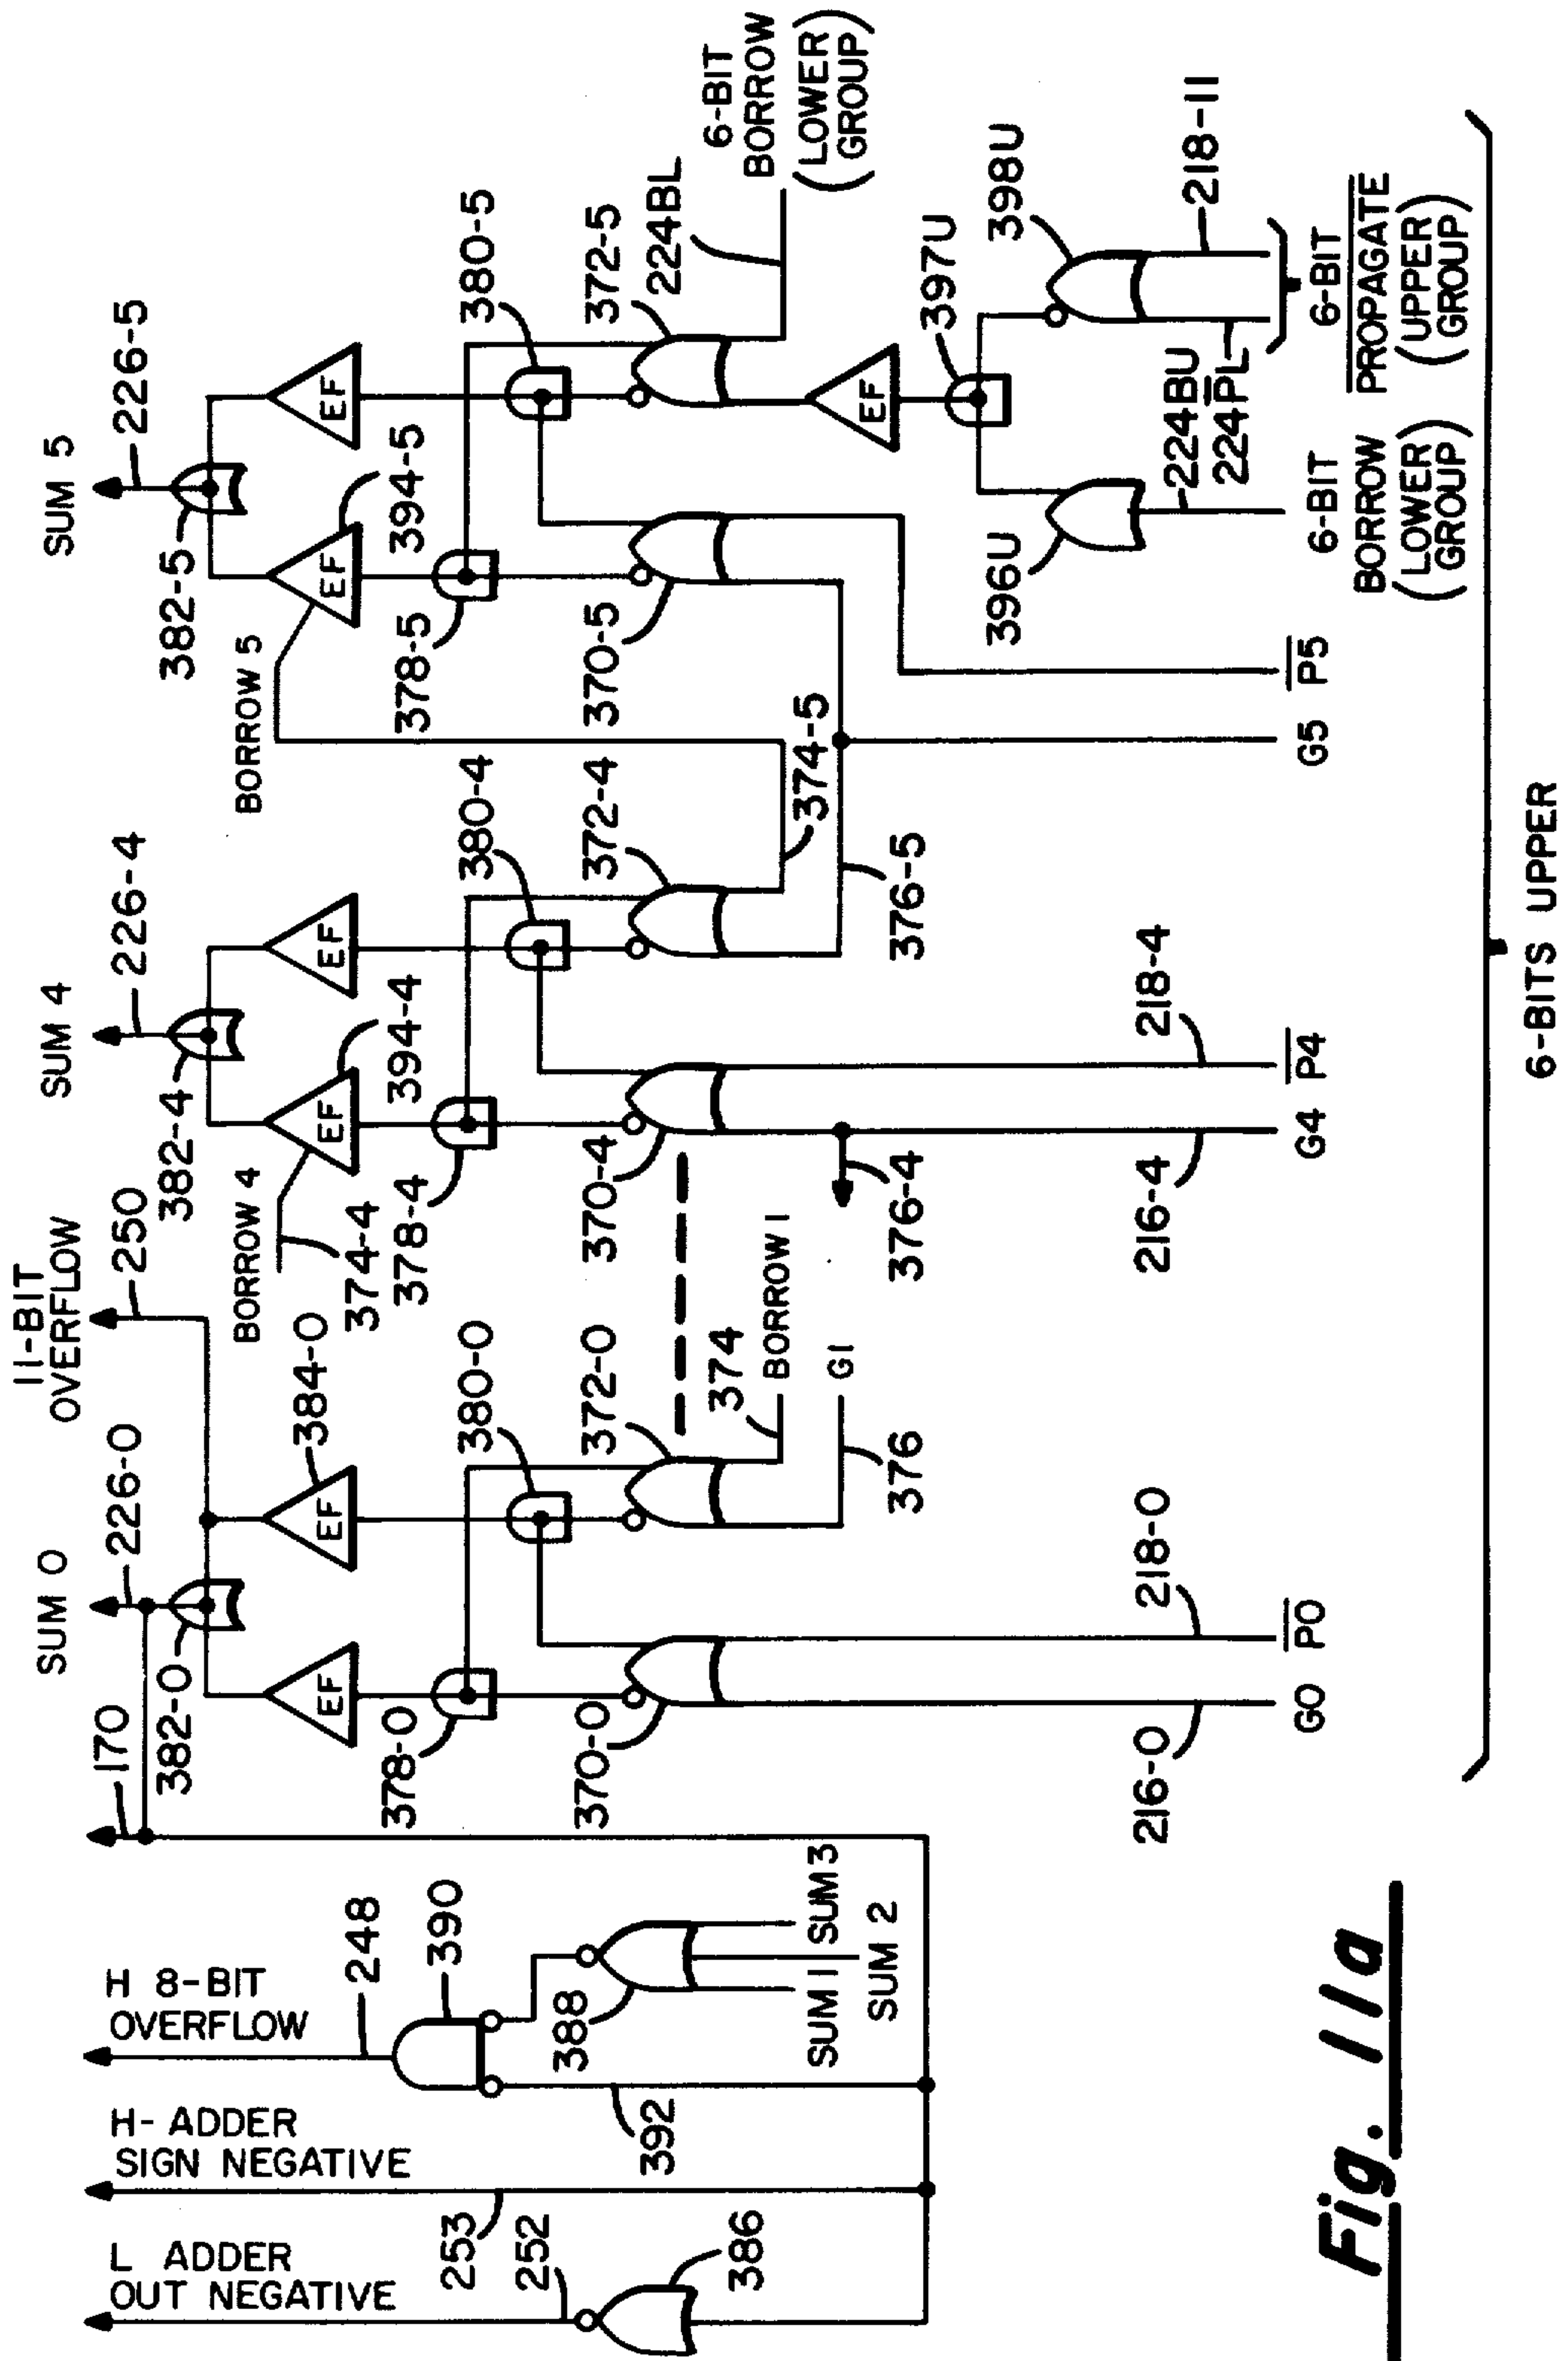 L ADDER
OUT NEGATIVE
H- ADDER
SIGN NEGATIVE
H 8-BIT
OVERFLOW
253
252
386
392
248
390
388
SUM 1
SUM 2
SUM 3
170
SUM 0
226-0
382-0
11-BIT
OVERFLOW
250
EF
EF
384-0
378-0
380-0
370-0
372-0
374
BORROW 1
G1
376
216-0
218-0
G0
P0
SUM 4
226-4
382-4
BORROW 4
374-4
EF
394-4
EF
378-4
380-4
370-4
372-4
376-4
374-5
376-5
216-4
218-4
G4
P4
SUM 5
226-5
382-5
BORROW 5
EF
394-5
EF
378-5
380-5
370-5
372-5
224BL
6-BIT
BORROW
(LOWER
GROUP)
EF
397U
396U
398U
224BU
224PL
218-11
G5
P5
6-BIT
BORROW
(LOWER
GROUP)
6-BIT
PROPAGATE
(UPPER
GROUP)
6-BITS UPPER
Fig. 11a